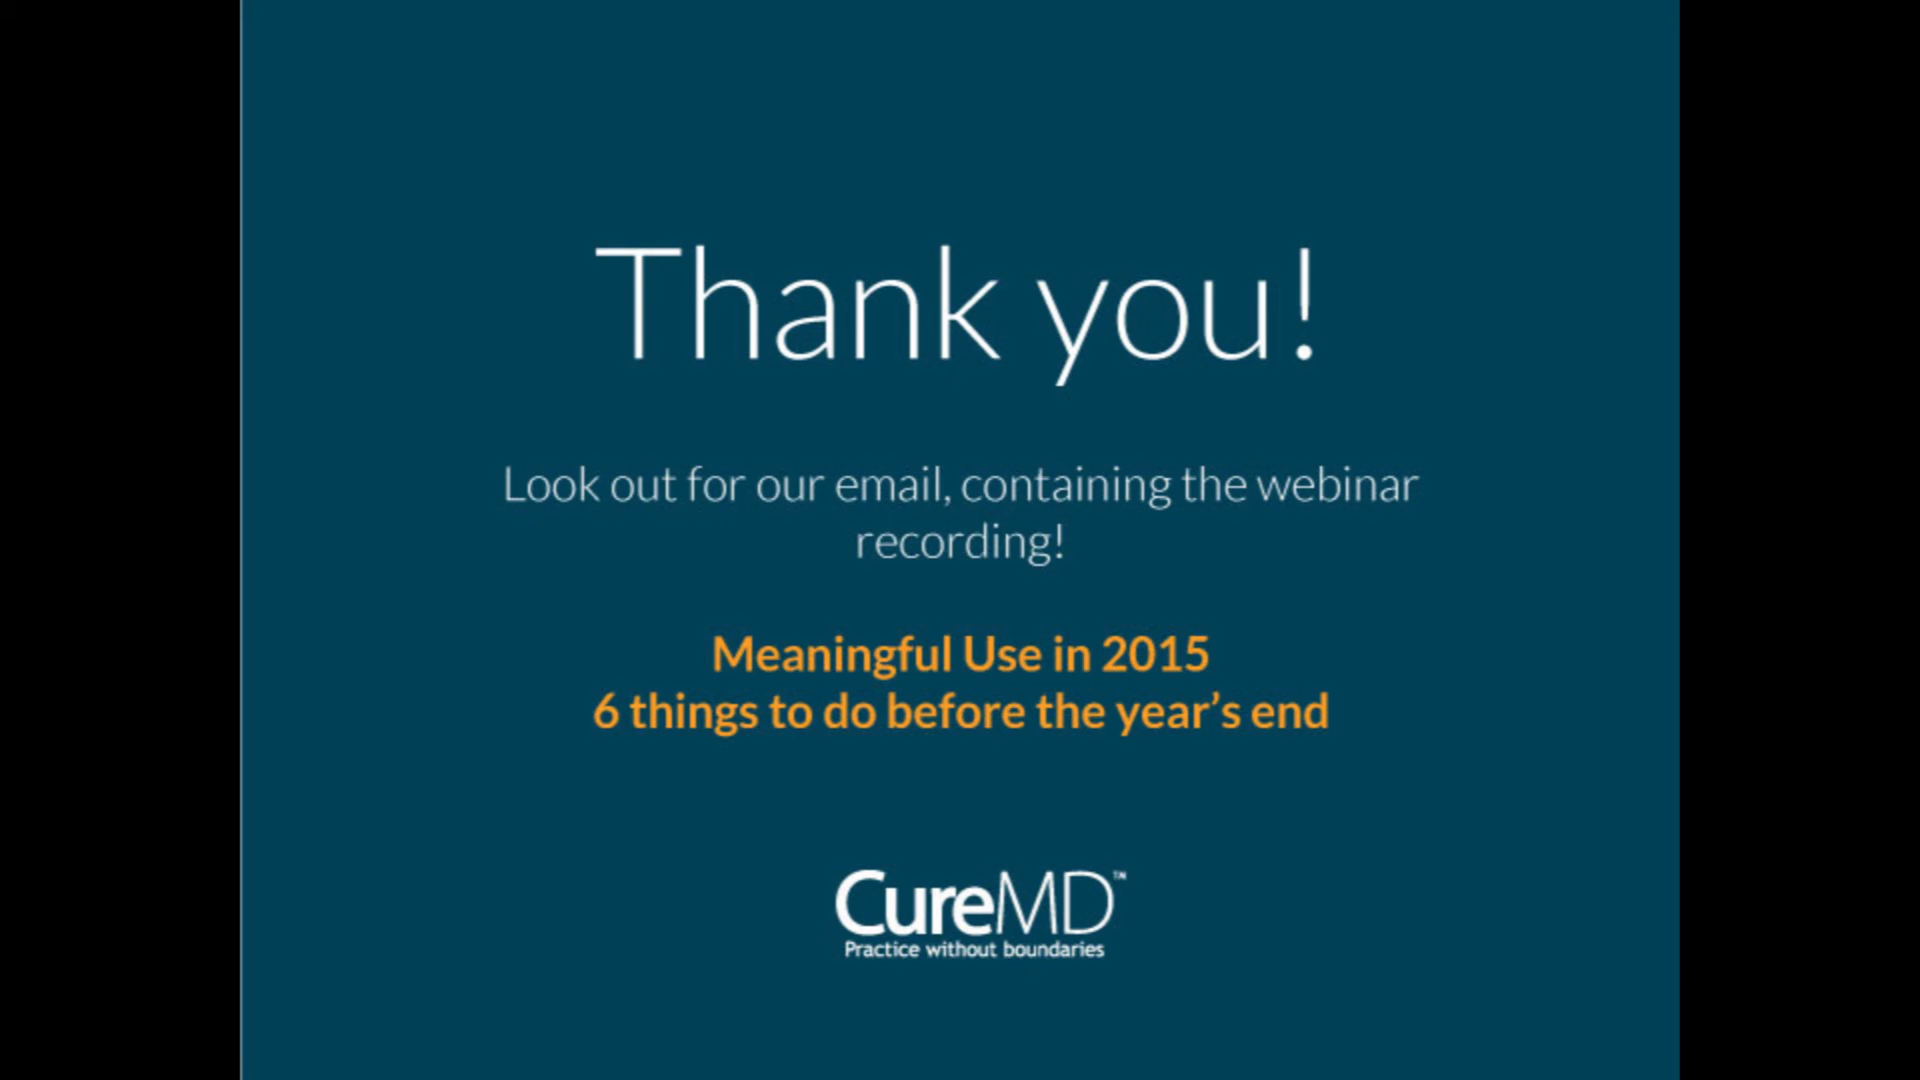 Thank you!
Look out for our email, containing the webinar
recording!
Meaningful Use in 2015
6 things to do before the year’s end
CureMD™
Practice without boundaries